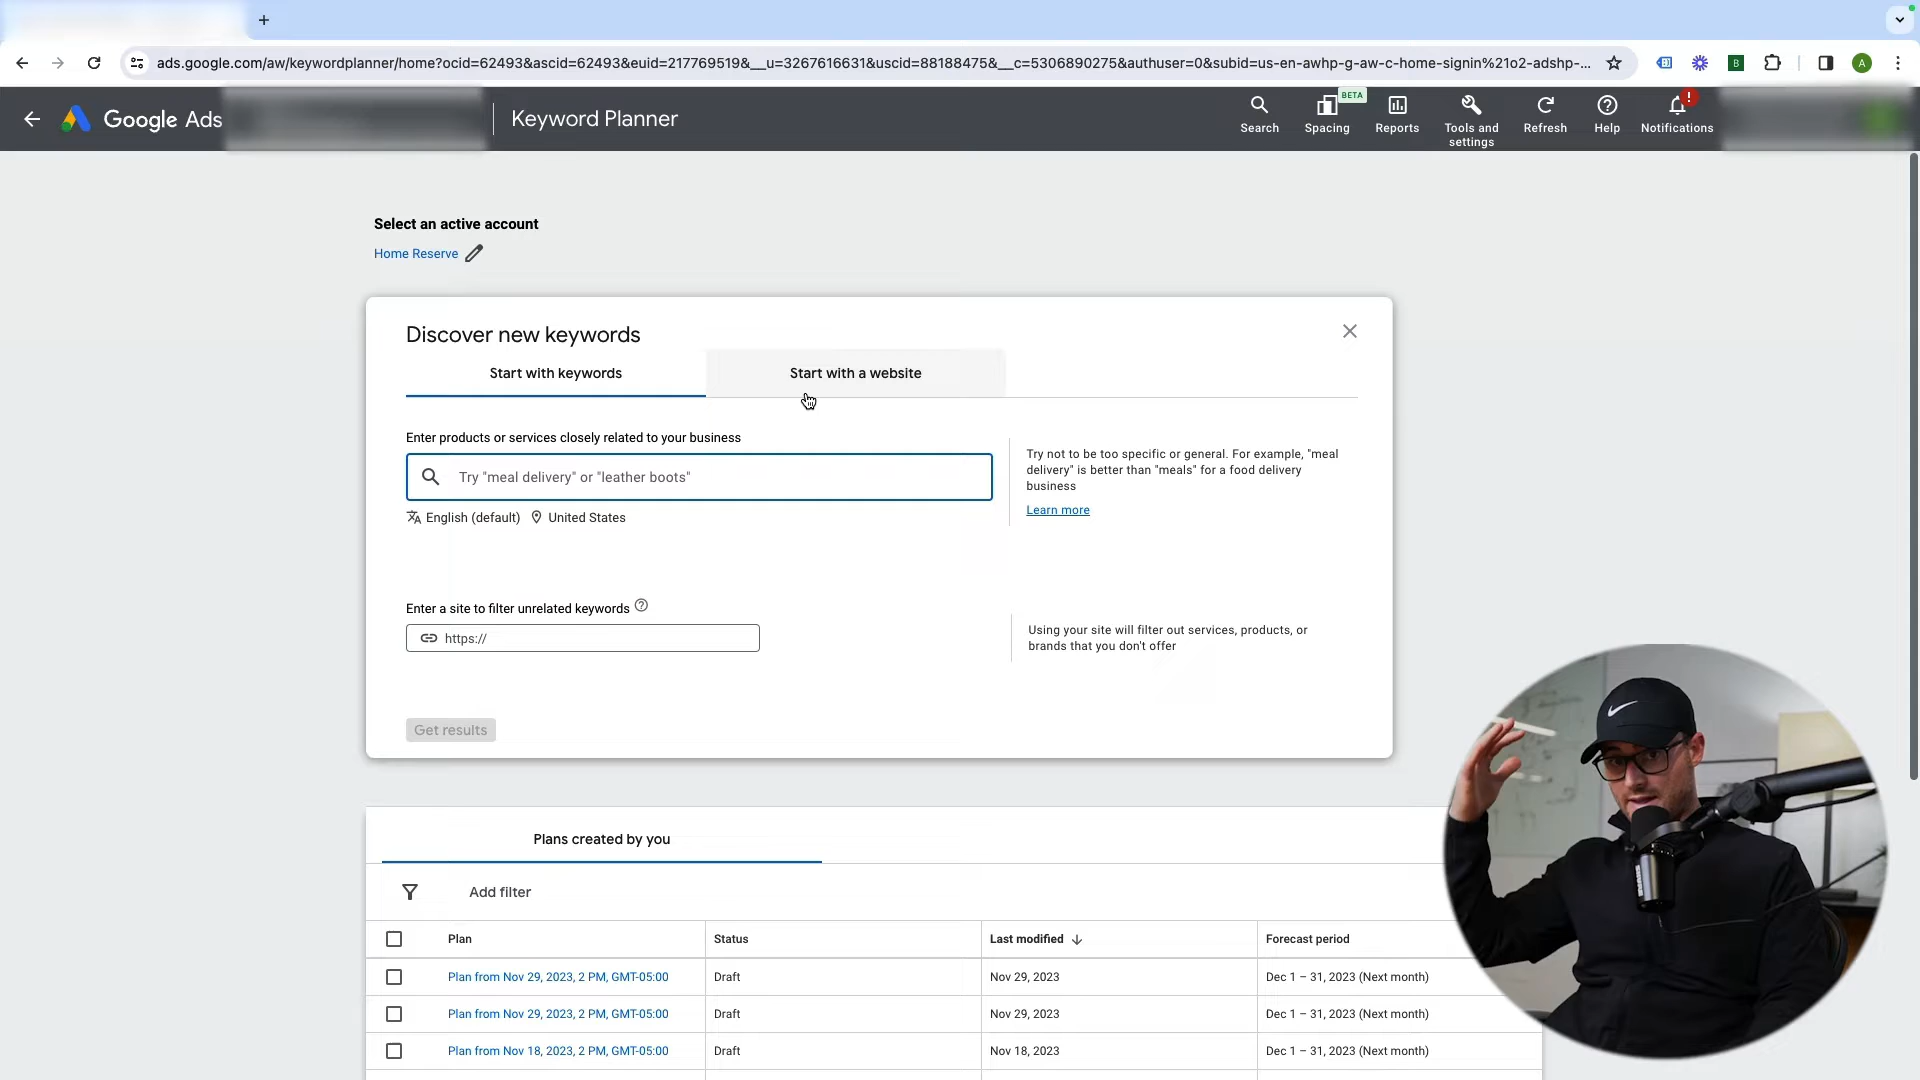 ads.google.com/aw/keywordplanner/home?ocid=62493&ascid=62493&euid=217769519&__u=3267616631&uscid=88188475&__c=5306890275&authuser=0&subid=us-en-awhp-g-aw-c-home-signin%21o2-adshp-...
B
A
Google Ads
Keyword Planner
Search
BETA
Spacing
Reports
Tools and
settings
Refresh
Help
!
Notifications
Select an active account
Home Reserve
Discover new keywords
Start with keywords
Start with a website
Enter products or services closely related to your business
Try "meal delivery" or "leather boots"
English (default)
United States
Try not to be too specific or general. For example, "meal
delivery" is better than "meals" for a food delivery
business
Learn more
Enter a site to filter unrelated keywords
https://
Using your site will filter out services, products, or
brands that you don't offer
Get results
Plans created by you
Add filter
Plan Status Last modified Forecast period
Plan from Nov 29, 2023, 2 PM, GMT-05:00 Draft Nov 29, 2023 Dec 1 – 31, 2023 (Next month)
Plan from Nov 29, 2023, 2 PM, GMT-05:00 Draft Nov 29, 2023 Dec 1 – 31, 2023 (Next month)
Plan from Nov 18, 2023, 2 PM, GMT-05:00 Draft Nov 18, 2023 Dec 1 – 31, 2023 (Next month)